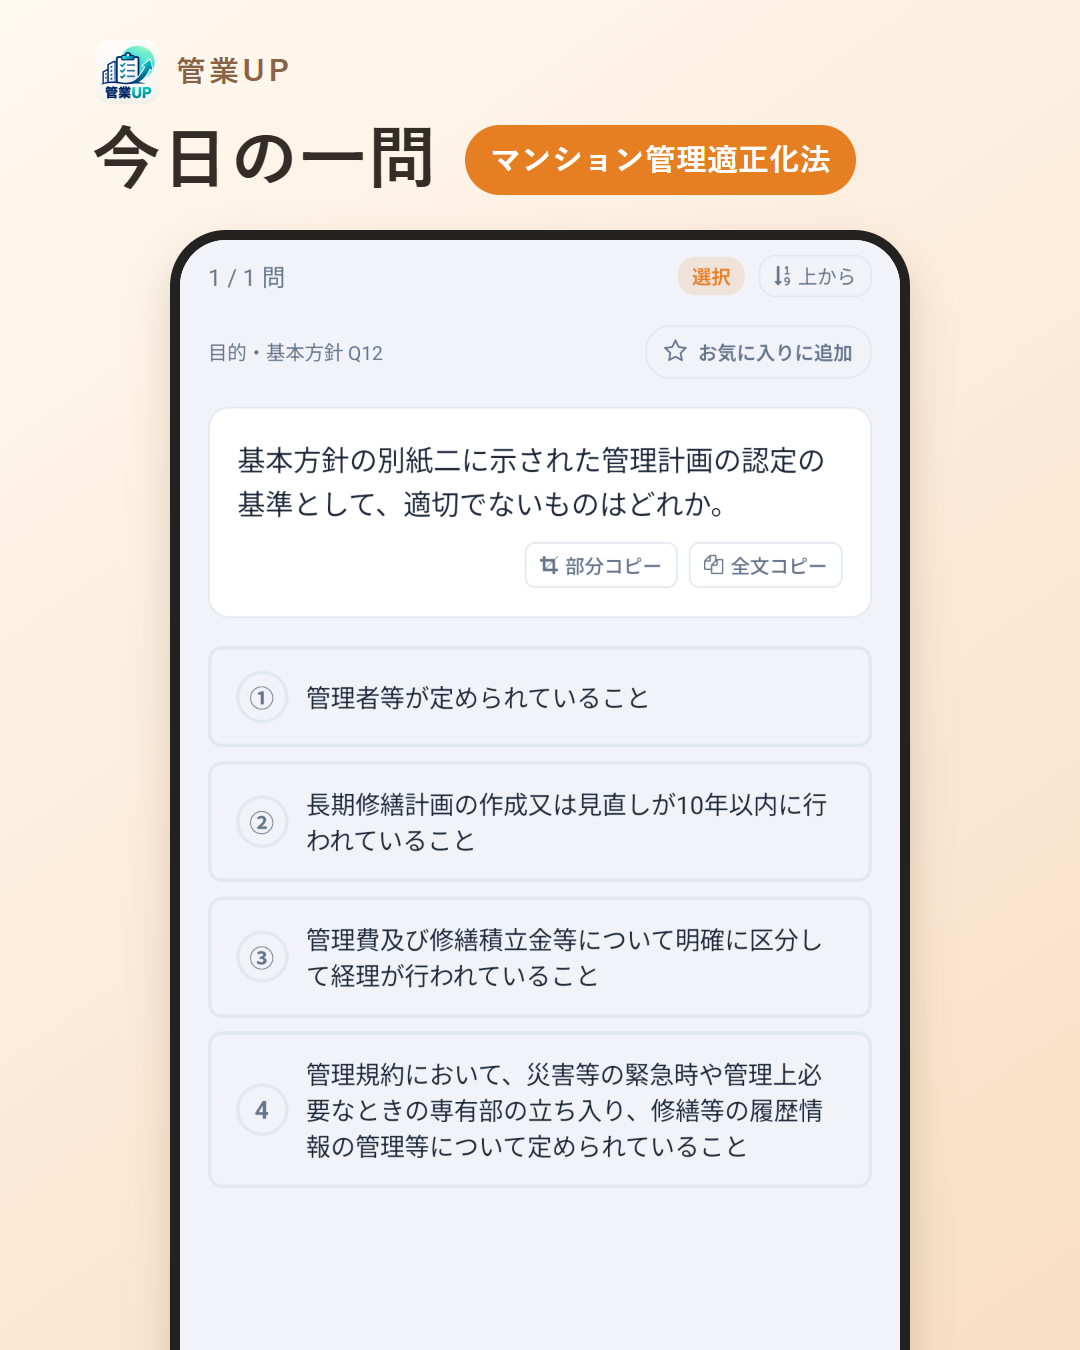 管業UP
管業UP
今日の一問
マンション管理適正化法
1 / 1 問
選択
上から
目的・基本方針 Q12
お気に入りに追加
基本方針の別紙二に示された管理計画の認定の
基準として、適切でないものはどれか。
部分コピー
全文コピー
① 管理者等が定められていること
② 長期修繕計画の作成又は見直しが10年以内に行
われていること
③ 管理費及び修繕積立金等について明確に区分し
て経理が行われていること
4 管理規約において、災害等の緊急時や管理上必
要なときの専有部の立ち入り、修繕等の履歴情
報の管理等について定められていること